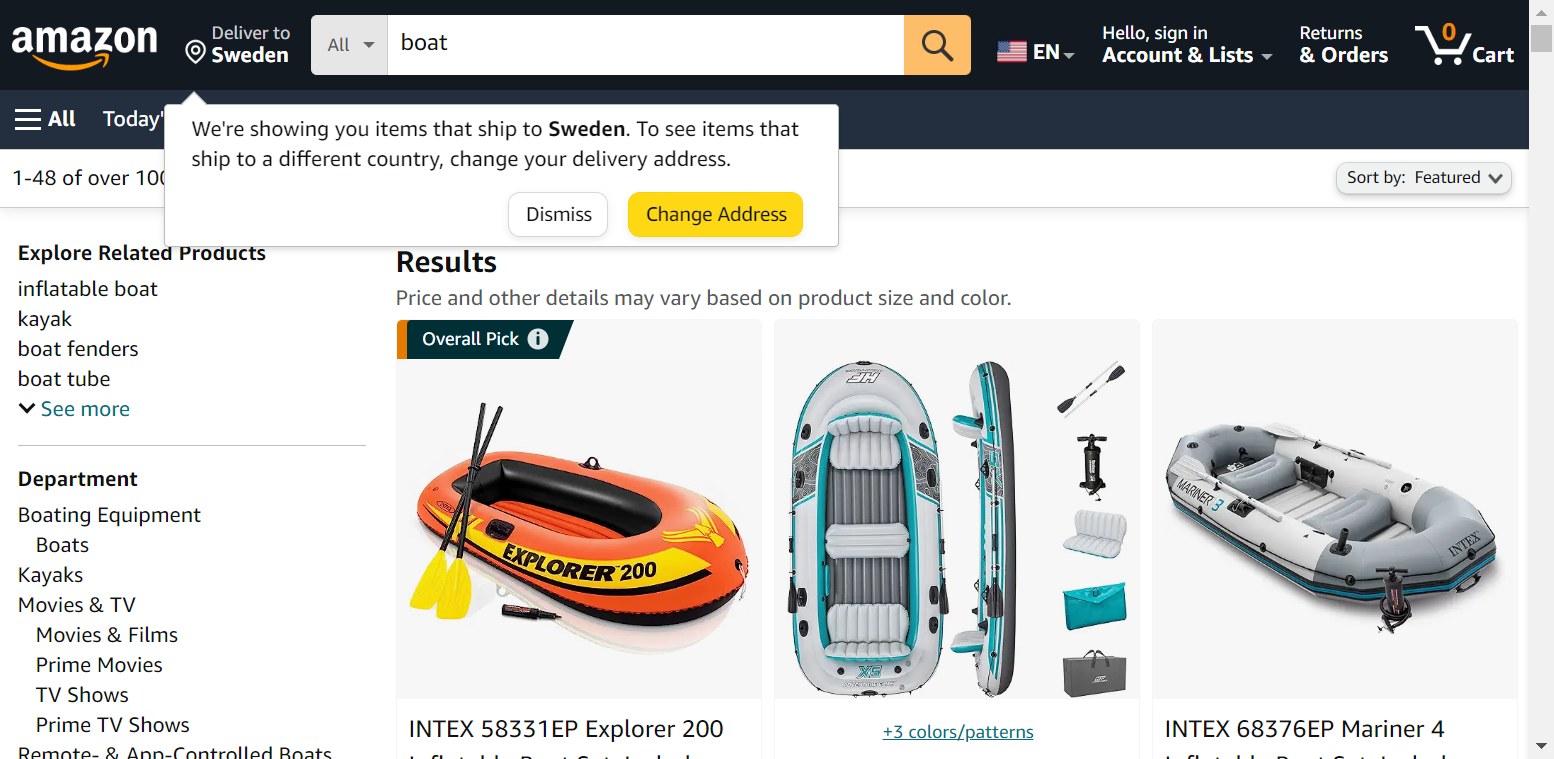 amazon
Deliver to
Sweden
All
boat
EN
Hello, sign in
Account & Lists
Returns
& Orders
0
Cart
All
Today'
We're showing you items that ship to Sweden. To see items that
ship to a different country, change your delivery address.
Dismiss
Change Address
1-48 of over 100
Sort by: Featured
Explore Related Products
inflatable boat
kayak
boat fenders
boat tube
See more
Department
Boating Equipment
Boats
Kayaks
Movies & TV
Movies & Films
Prime Movies
TV Shows
Prime TV Shows
Remote- & App-Controlled Boats
Results
Price and other details may vary based on product size and color.
Overall Pick
EXPLORER 200
INTEX 58331EP Explorer 200
HF
X5
+3 colors/patterns
MARINER 3
INTEX
INTEX 68376EP Mariner 4